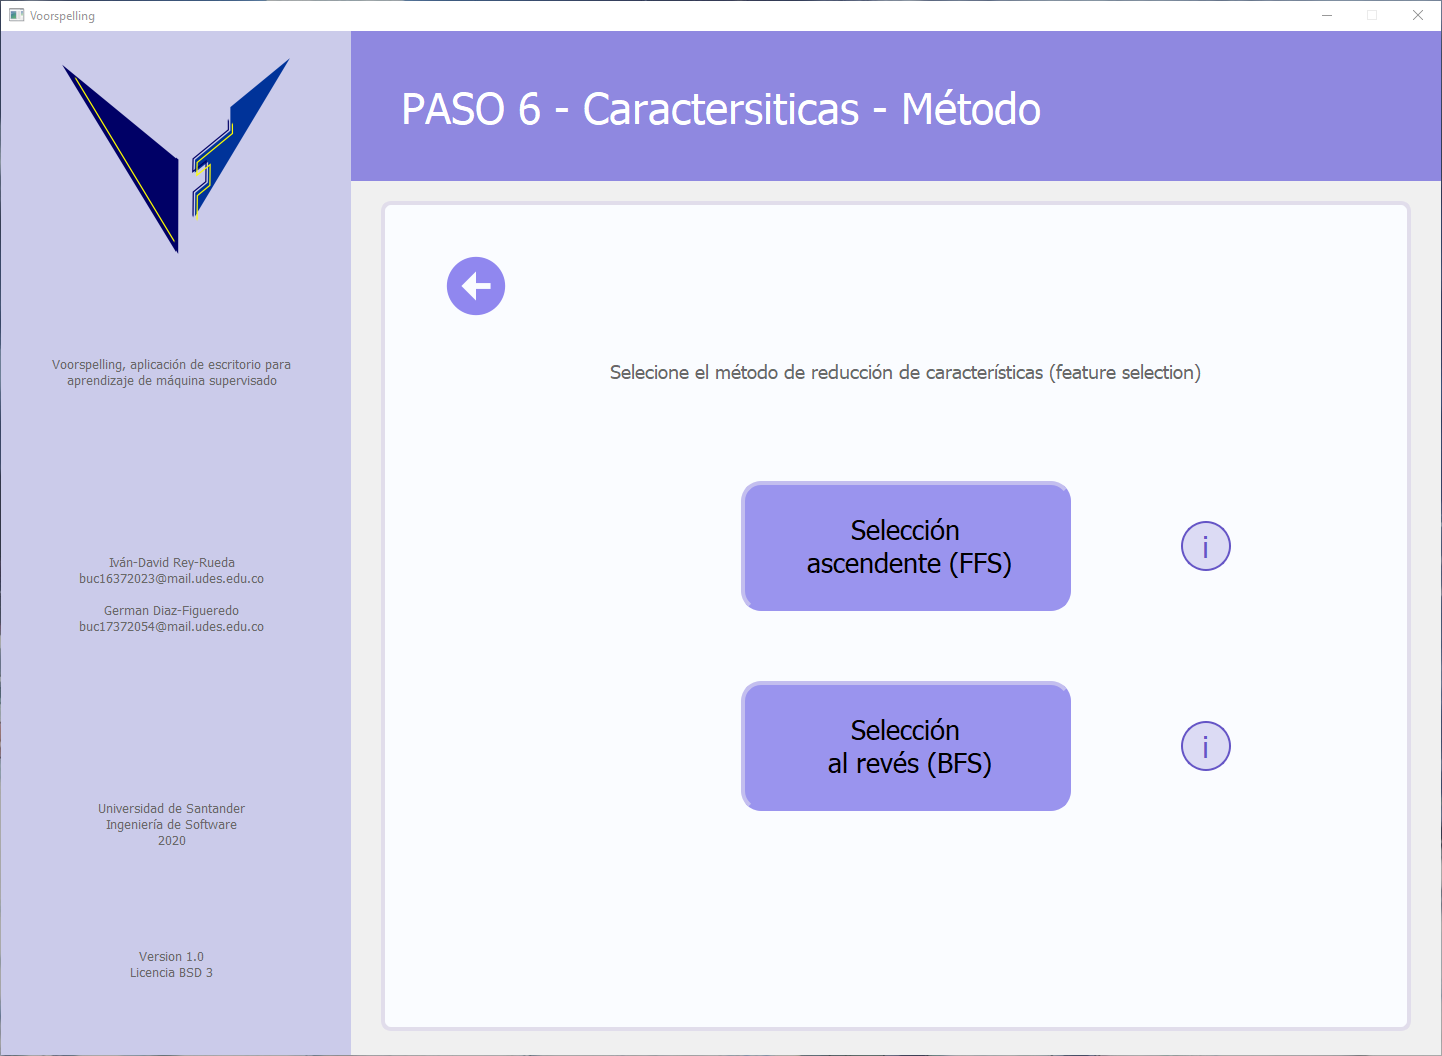 Voorspelling
PASO 6 - Caractersiticas - Método
Voorspelling, aplicación de escritorio para
aprendizaje de máquina supervisado
Iván-David Rey-Rueda
buc16372023@mail.udes.edu.co
German Diaz-Figueredo
buc17372054@mail.udes.edu.co
Universidad de Santander
Ingeniería de Software
2020
Version 1.0
Licencia BSD 3
Selecione el método de reducción de características (feature selection)
Selección
ascendente (FFS)
i
Selección
al revés (BFS)
i